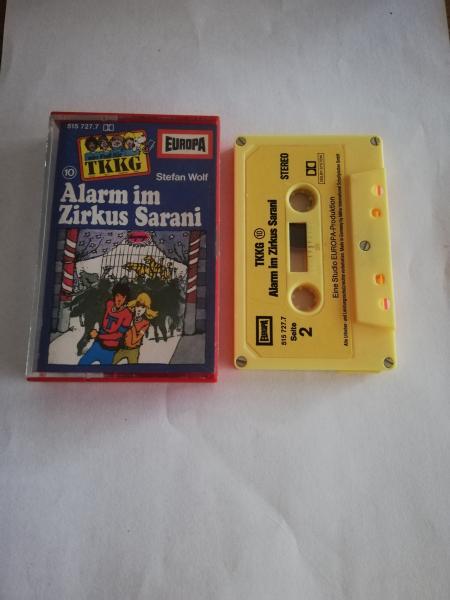 515 727.7
EUROPA
TKKG
Stefan Wolf
10
Alarm im
Zirkus Sarani
T
EUROPA
515 727.7
Seite
2
TKKG 10
Alarm im Zirkus Sarani
STEREO
Eine Studio EUROPA-Produktion